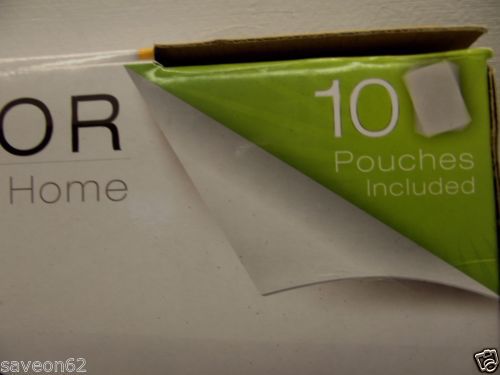 OR
Home
10
Pouches
Included
saveon62